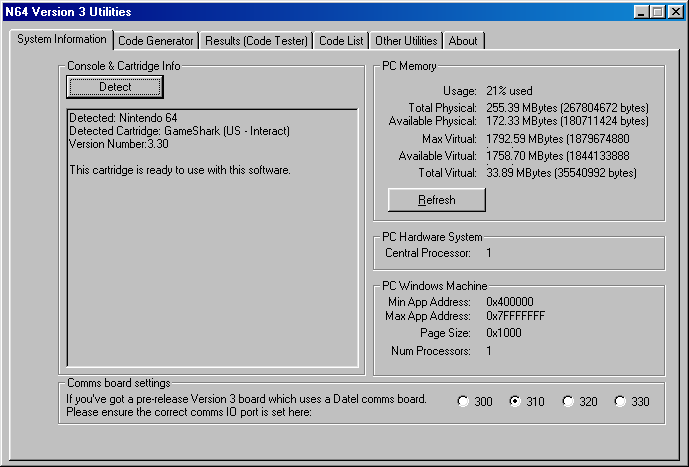 N64 Version 3 Utilities
System Information
Code Generator
Results (Code Tester)
Code List
Other Utilities
About
Console & Cartridge Info
Detect
Detected: Nintendo 64
Detected Cartridge: GameShark (US - Interact)
Version Number:3.30
This cartridge is ready to use with this software.
PC Memory
Usage: 21% used
Total Physical: 255.39 MBytes (267804672 bytes)
Available Physical: 172.33 MBytes (180711424 bytes)
Max Virtual: 1792.59 MBytes (1879674880
Available Virtual: 1758.70 MBytes (1844133888
Total Virtual: 33.89 MBytes (35540992 bytes)
Refresh
PC Hardware System
Central Processor: 1
PC Windows Machine
Min App Address: 0x400000
Max App Address: 0x7FFFFFFF
Page Size: 0x1000
Num Processors: 1
Comms board settings
If you've got a pre-release Version 3 board which uses a Datel comms board.
Please ensure the correct comms IO port is set here:
300 310 320 330